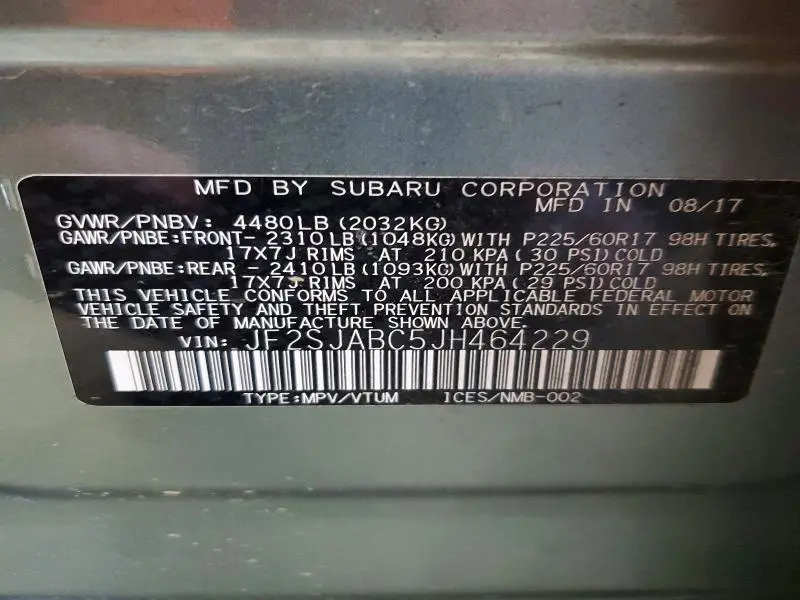 MFD BY SUBARU CORPORATION
MFD IN 08/17
GVWR/PNBV: 4480LB(2032KG)
GAWR/PNBE:FRONT- 2310LB(1048KG)WITH P225/60R17 98H TIRES,
17X7J RIMS AT 210 KPA( 30 PSI)COLD
GAWR/PNBE:REAR - 2410LB(1093KG)WITH P225/60R17 98H TIRES,
17X7J RIMS AT 200 KPA( 29 PSI)COLD
THIS VEHICLE CONFORMS TO ALL APPLICABLE FEDERAL MOTOR
VEHICLE SAFETY AND THEFT PREVENTION STANDARDS IN EFFECT ON
THE DATE OF MANUFACTURE SHOWN ABOVE.
VIN: JF2SJABC5JH464229
TYPE:MPV/VTUM ICES/NMB-002